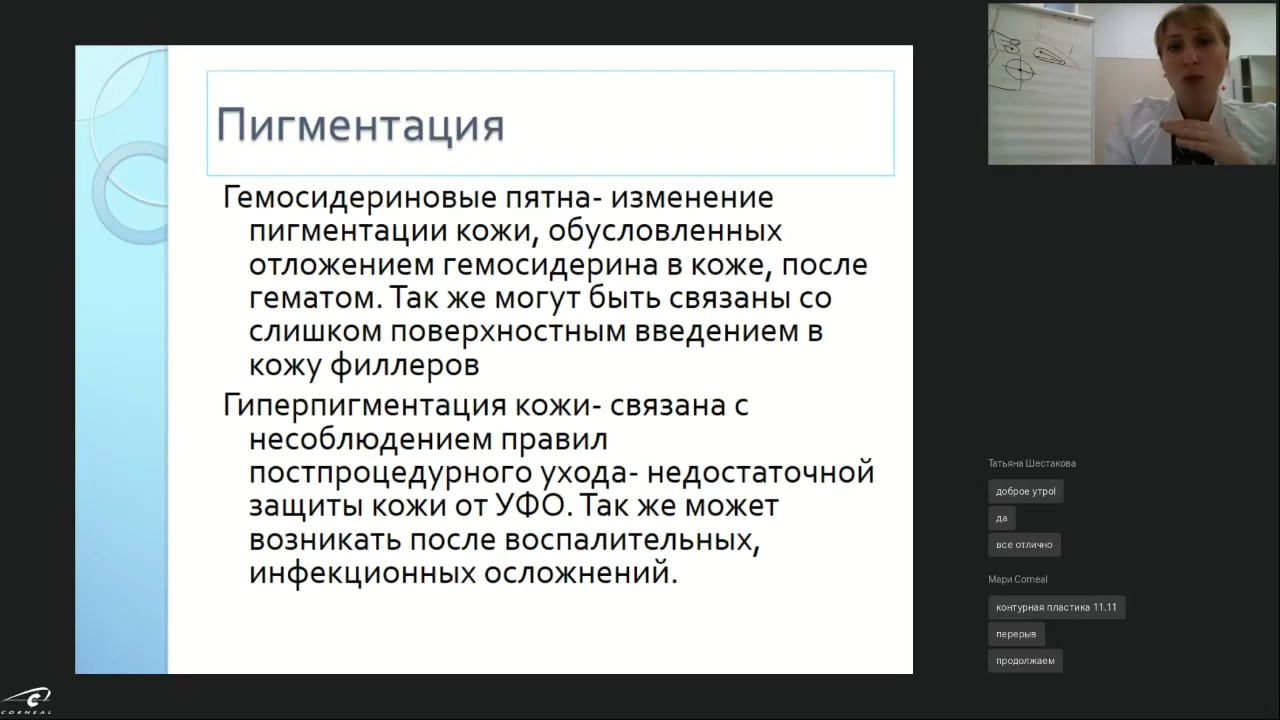 Пигментация
Гемосидериновые пятна- изменение
пигментации кожи, обусловленных
отложением гемосидерина в коже, после
гематом. Так же могут быть связаны со
слишком поверхностным введением в
кожу филлеров
Гиперпигментация кожи- связана с
несоблюдением правил
постпроцедурного ухода- недостаточной
защиты кожи от УФО. Так же может
возникать после воспалительных,
инфекционных осложнений.
Татьяна Шестакова
доброе утро!
да
все отлично
Мари Corneal
контурная пластика 11.11
перерыв
продолжаем
CORNEAL